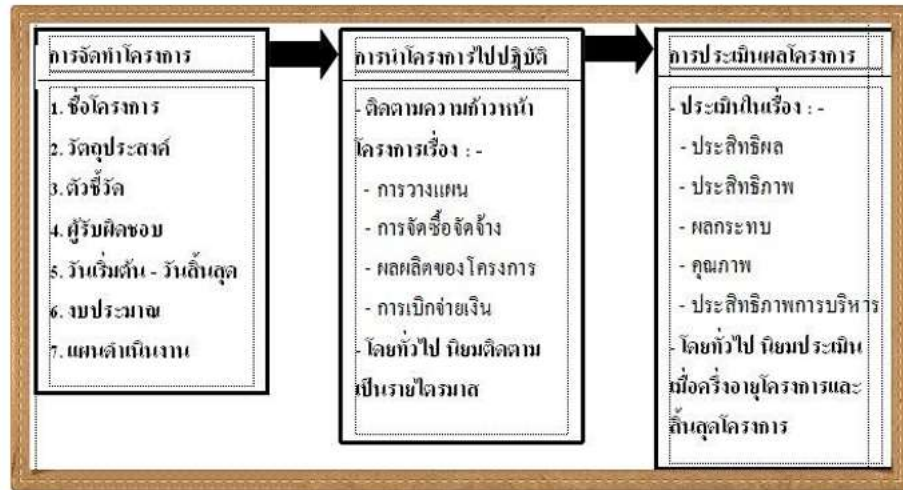 การจัดทำโครงการ
1. ชื่อโครงการ
2. วัตถุประสงค์
3. ตัวชี้วัด
4. ผู้รับผิดชอบ
5. วันเริ่มต้น - วันสิ้นสุด
6. งบประมาณ
7. แผนดำเนินงาน
การนำโครงการไปปฏิบัติ
- ติดตามความก้าวหน้า
โครงการเรื่อง : -
- การวางแผน
- การจัดซื้อจัดจ้าง
- ผลผลิตของโครงการ
- การเบิกจ่ายเงิน
- โดยทั่วไป นิยมติดตาม
เป็นรายไตรมาส
การประเมินผลโครงการ
- ประเมินในเรื่อง : -
- ประสิทธิผล
- ประสิทธิภาพ
- ผลกระทบ
- คุณภาพ
- ประสิทธิภาพการบริหาร
- โดยทั่วไป นิยมประเมิน
เมื่อครึ่งอายุโครงการและ
สิ้นสุดโครงการ